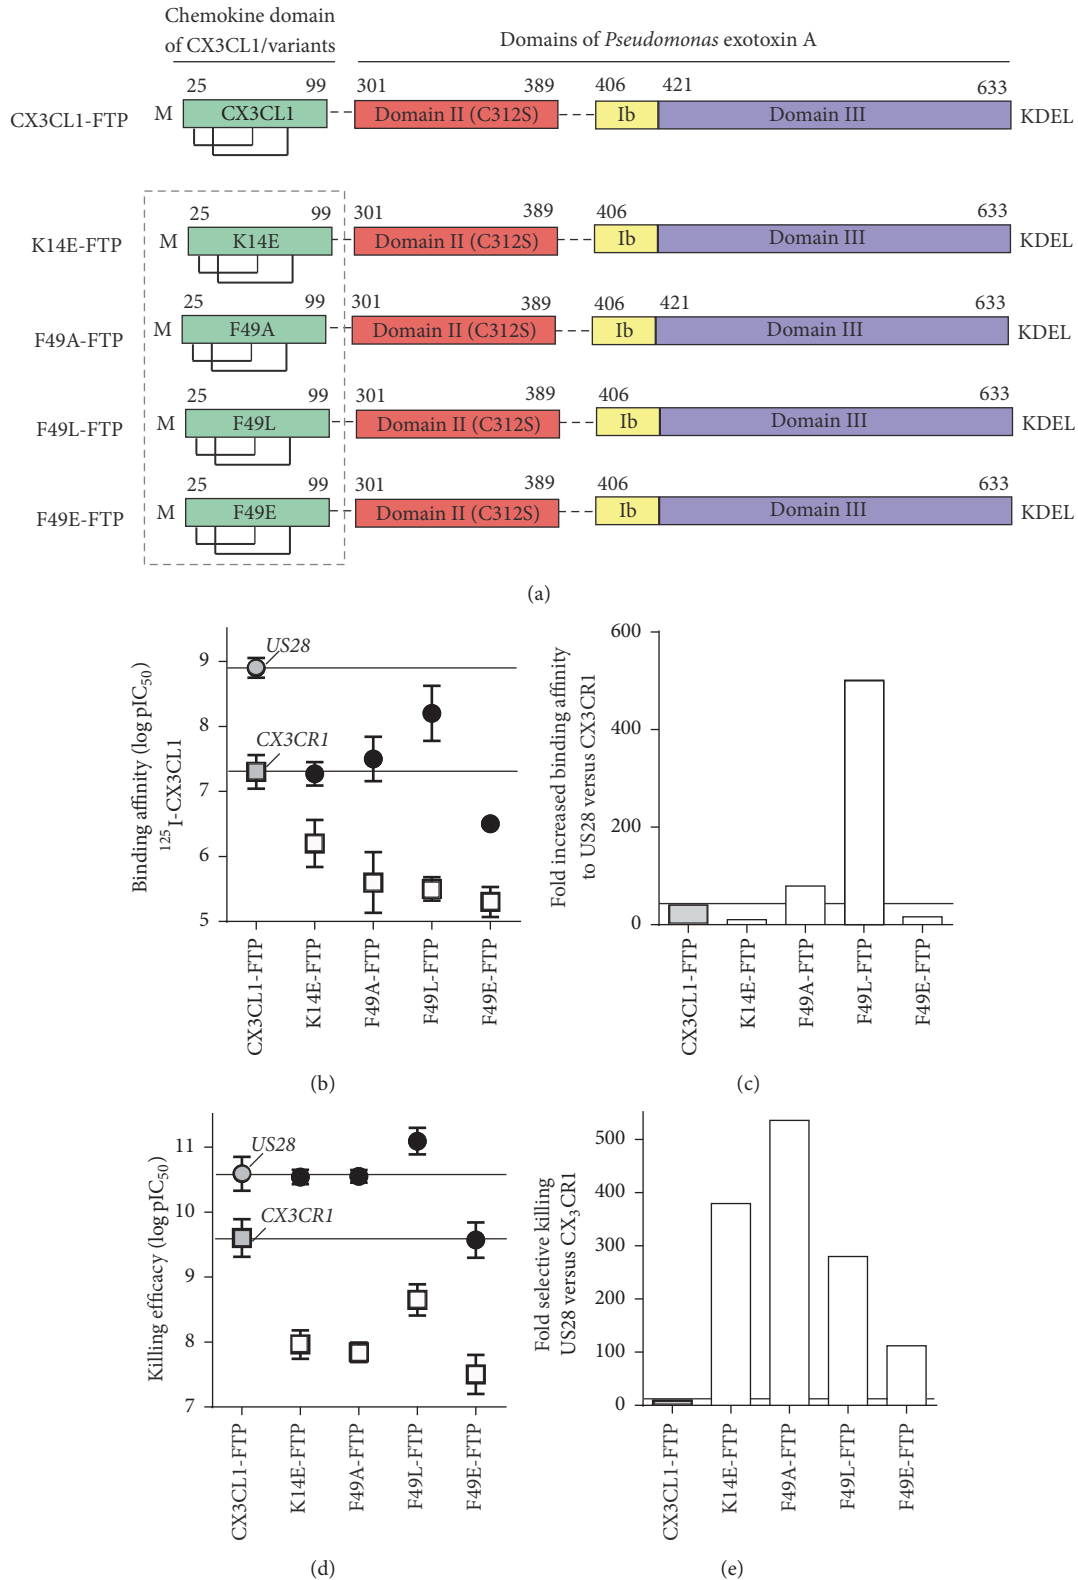 Chemokine domain
of CX3CL1/variants
Domains of Pseudomonas exotoxin A
25 99 301 389 406 421 633
CX3CL1-FTP M CX3CL1 Domain II (C312S) Ib Domain III KDEL
25 99 301 389 406 633
K14E-FTP M K14E Domain II (C312S) Ib Domain III KDEL
25 99 301 389 406 421 633
F49A-FTP M F49A Domain II (C312S) Ib Domain III KDEL
25 99 301 389 406 633
F49L-FTP M F49L Domain II (C312S) Ib Domain III KDEL
25 99 301 389 406 633
F49E-FTP M F49E Domain II (C312S) Ib Domain III KDEL
(a)
Binding affinity (log pIC50)
125I-CX3CL1
9
8
7
6
5
US28
CX3CR1
CX3CL1-FTP
K14E-FTP
F49A-FTP
F49L-FTP
F49E-FTP
(b)
Fold increased binding affinity
to US28 versus CX3CR1
600
400
200
0
CX3CL1-FTP
K14E-FTP
F49A-FTP
F49L-FTP
F49E-FTP
(c)
Killing efficacy (log pIC50)
11
10
9
8
7
US28
CX3CR1
CX3CL1-FTP
K14E-FTP
F49A-FTP
F49L-FTP
F49E-FTP
(d)
Fold selective killing
US28 versus CX3CR1
500
400
300
200
100
0
CX3CL1-FTP
K14E-FTP
F49A-FTP
F49L-FTP
F49E-FTP
(e)